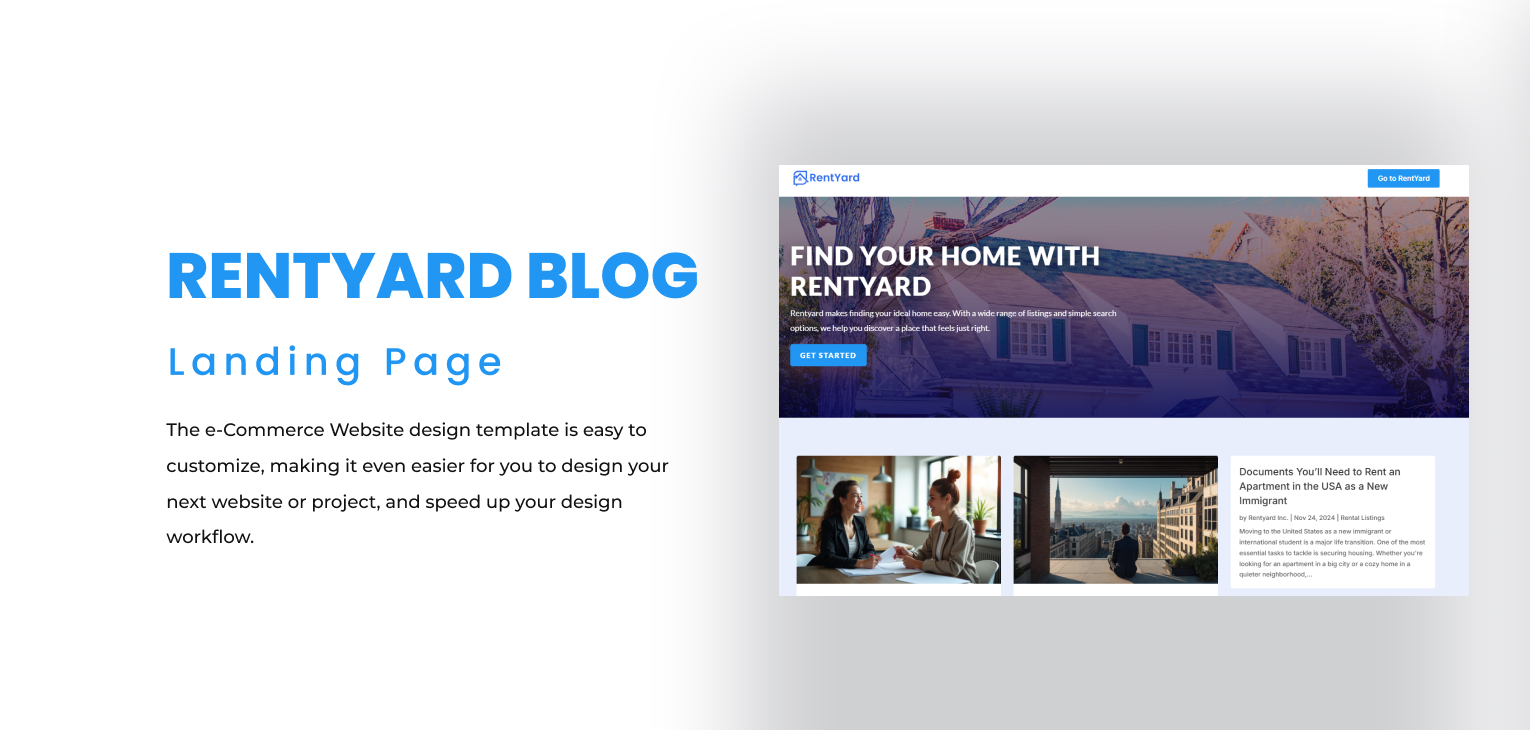 RENTYARD BLOG
Landing Page
The e-Commerce Website design template is easy to
customize, making it even easier for you to design your
next website or project, and speed up your design
workflow.
RentYard
Go to RentYard
FIND YOUR HOME WITH
RENTYARD
Rentyard makes finding your ideal home easy. With a wide range of listings and simple search
options, we help you discover a place that feels just right.
GET STARTED
Documents You’ll Need to Rent an
Apartment in the USA as a New
Immigrant
by Rentyard Inc. | Nov 24, 2024 | Rental Listings
Moving to the United States as a new immigrant or
international student is a major life transition. One of the most
essential tasks to tackle is securing housing. Whether you’re
looking for an apartment in a big city or a cozy home in a
quieter neighborhood,...